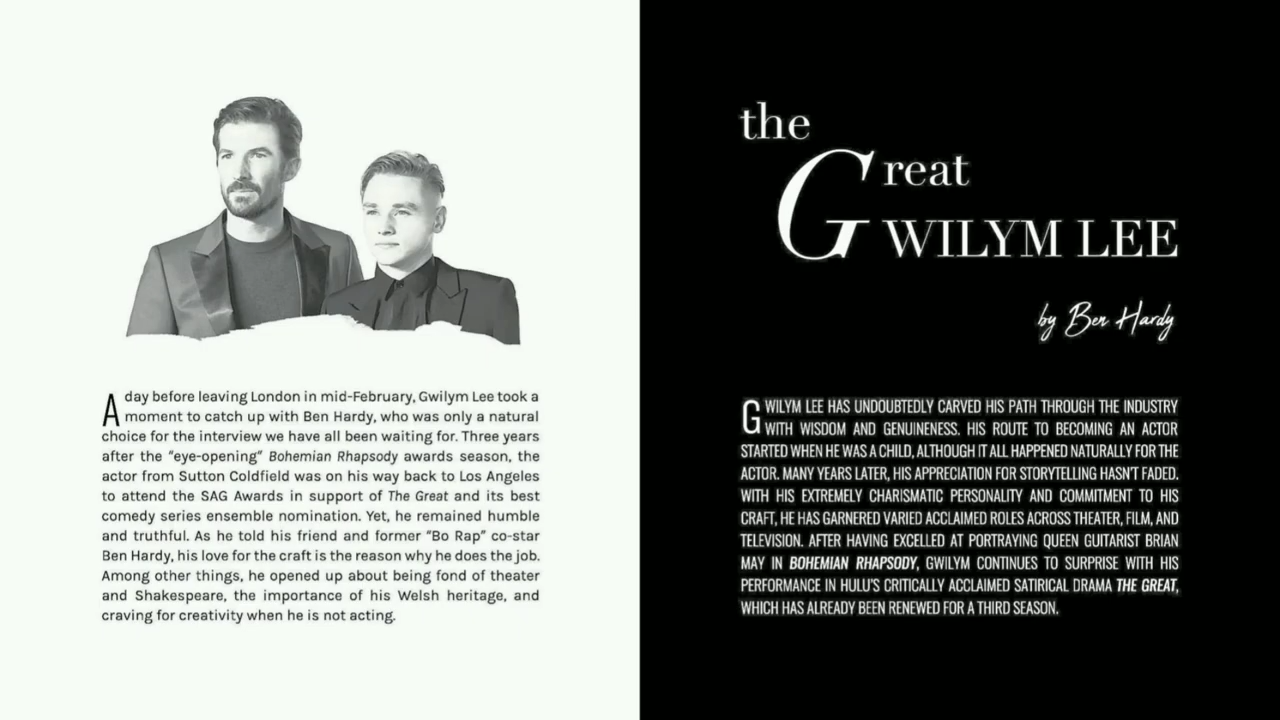 A day before leaving London in mid-February, Gwilym Lee took a
moment to catch up with Ben Hardy, who was only a natural
choice for the interview we have all been waiting for. Three years
after the "eye-opening" Bohemian Rhapsody awards season, the
actor from Sutton Coldfield was on his way back to Los Angeles
to attend the SAG Awards in support of The Great and its best
comedy series ensemble nomination. Yet, he remained humble
and truthful. As he told his friend and former "Bo Rap" co-star
Ben Hardy, his love for the craft is the reason why he does the job.
Among other things, he opened up about being fond of theater
and Shakespeare, the importance of his Welsh heritage, and
craving for creativity when he is not acting.
the
Great
GWILYM LEE
by Ben Hardy
GWILYM LEE HAS UNDOUBTEDLY CARVED HIS PATH THROUGH THE INDUSTRY
WITH WISDOM AND GENUINENESS. HIS ROUTE TO BECOMING AN ACTOR
STARTED WHEN HE WAS A CHILD, ALTHOUGH IT ALL HAPPENED NATURALLY FOR THE
ACTOR. MANY YEARS LATER, HIS APPRECIATION FOR STORYTELLING HASN'T FADED.
WITH HIS EXTREMELY CHARISMATIC PERSONALITY AND COMMITMENT TO HIS
CRAFT, HE HAS GARNERED VARIED ACCLAIMED ROLES ACROSS THEATER, FILM, AND
TELEVISION. AFTER HAVING EXCELLED AT PORTRAYING QUEEN GUITARIST BRIAN
MAY IN BOHEMIAN RHAPSODY, GWILYM CONTINUES TO SURPRISE WITH HIS
PERFORMANCE IN HULU'S CRITICALLY ACCLAIMED SATIRICAL DRAMA THE GREAT,
WHICH HAS ALREADY BEEN RENEWED FOR A THIRD SEASON.